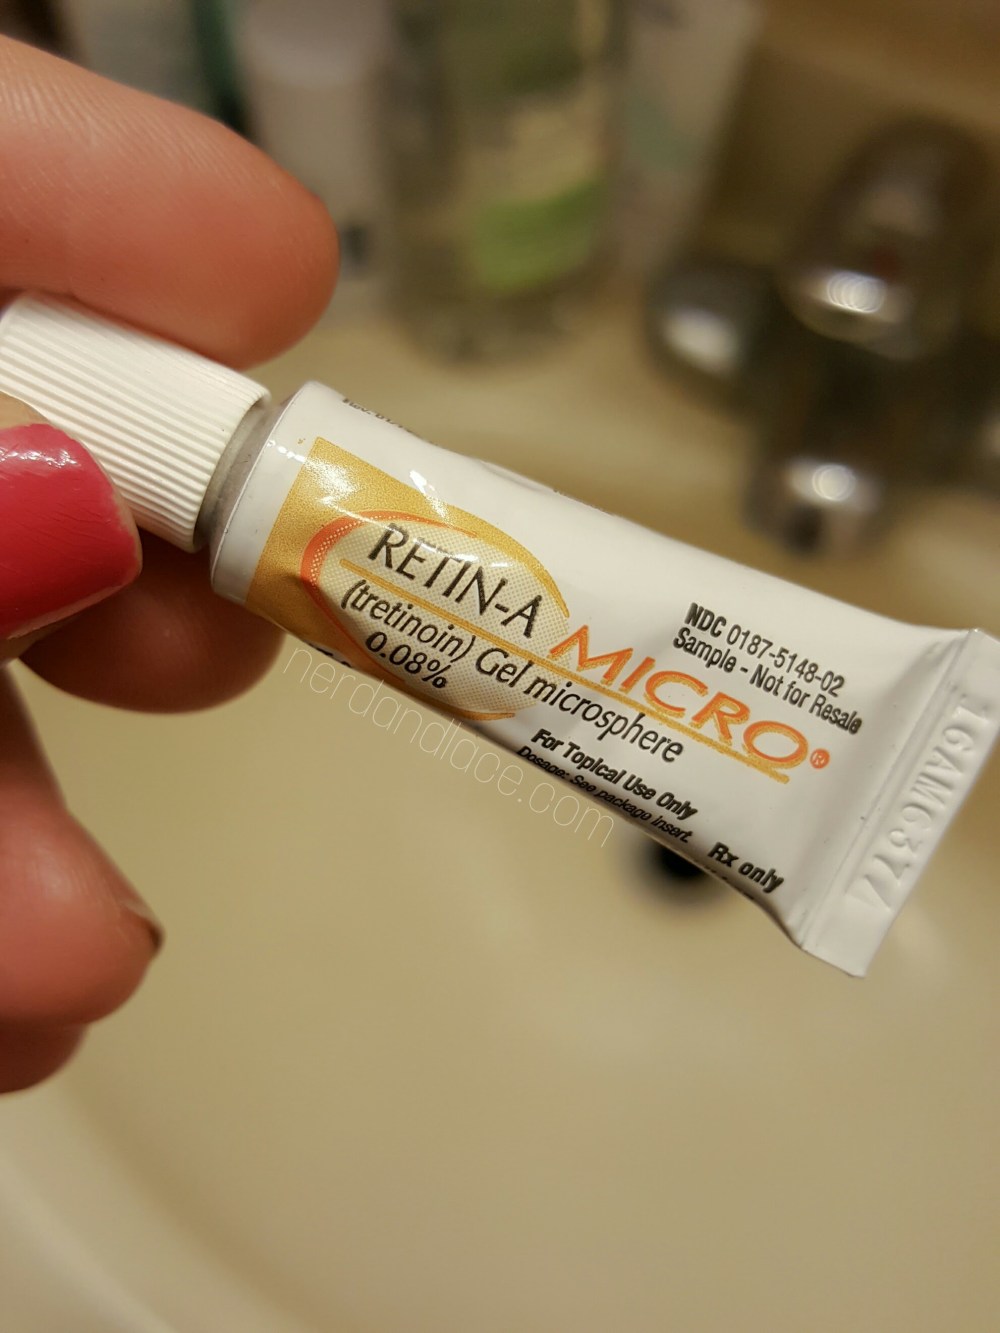 RETIN-A
MICRO®
(tretinoin) Gel microsphere
0.08%
NDC 0187-5148-02
Sample - Not for Resale
For Topical Use Only
Dosage: See package insert.
Rx only
16AM6377
nerdandlace.com